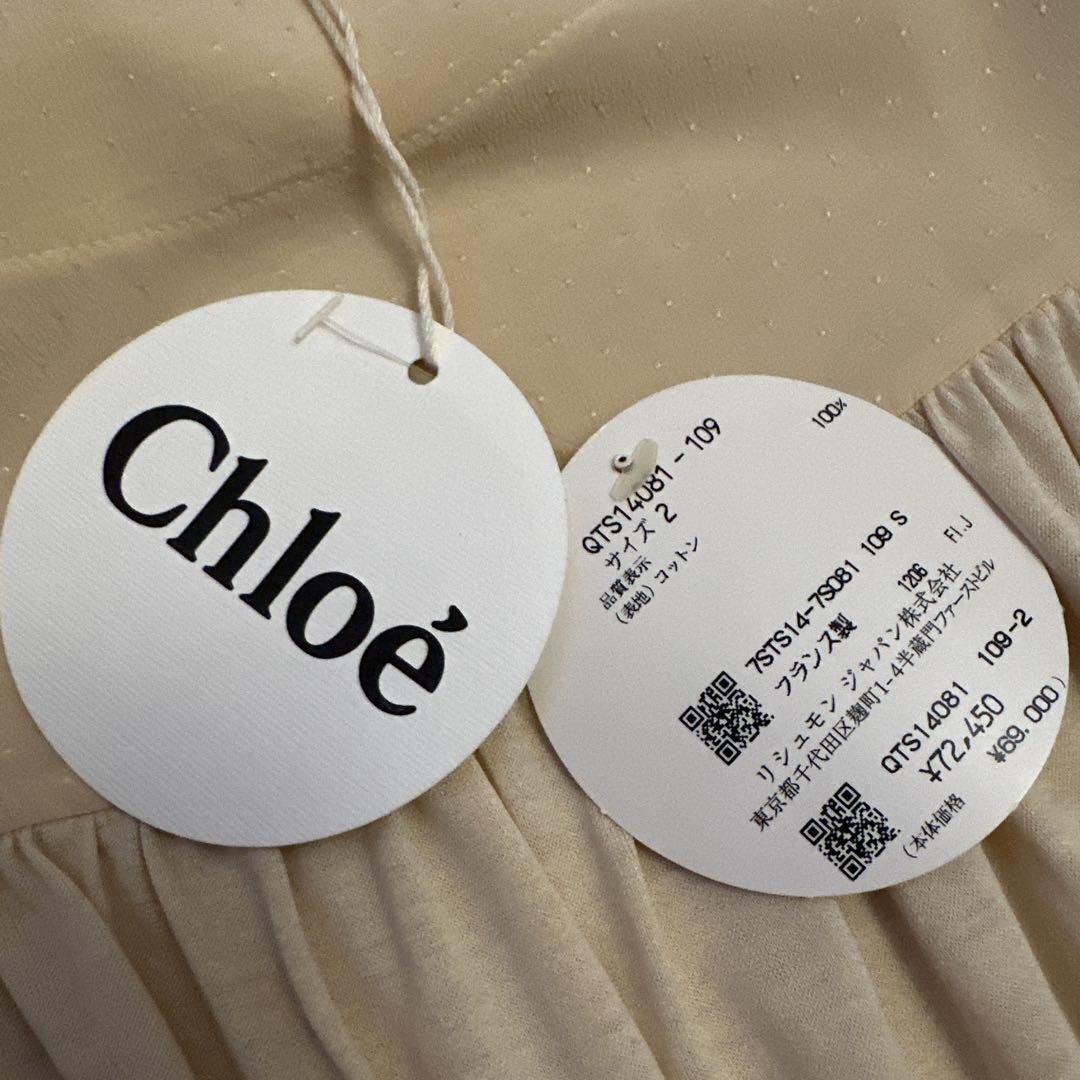 Chloé
QTS14081-109
サイズ 2
品質表示
(表地) コットン 100%
7STS14-7S081 109 S
フランス製 1206 FI.J
リシュモン ジャパン株式会社
東京都千代田区麹町1-4半蔵門ファーストビル
QTS14081 109-2
¥72,450
(本体価格 ¥69.000)